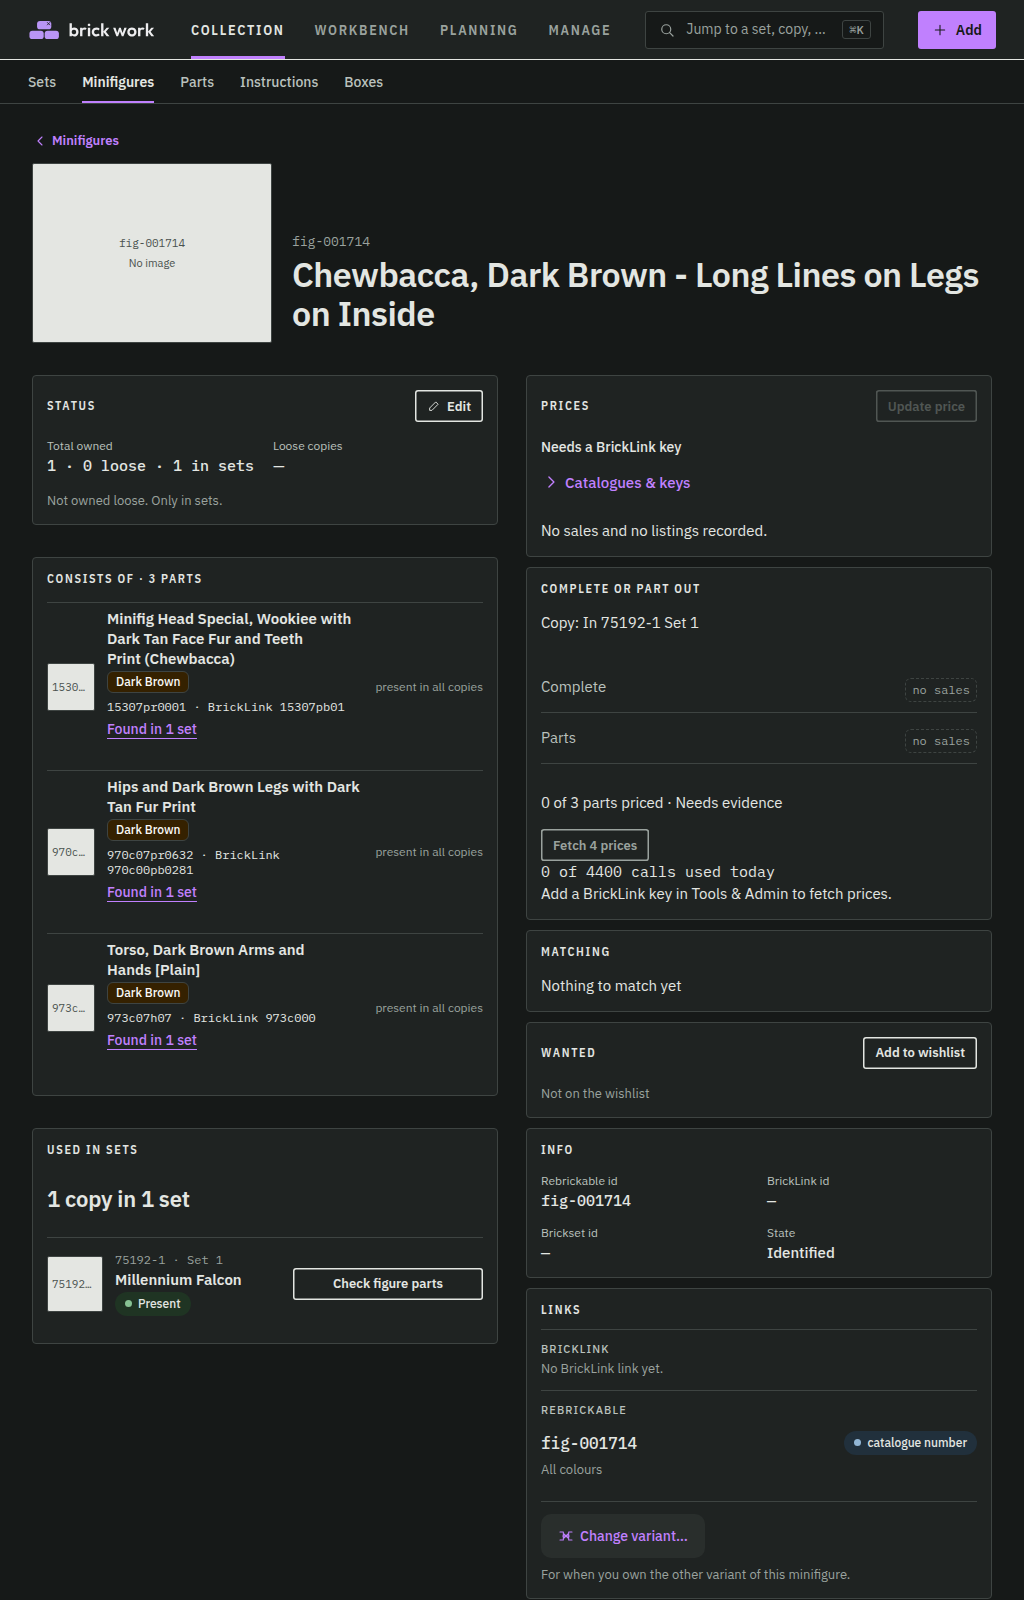 brick work
COLLECTION
WORKBENCH
PLANNING
MANAGE
Jump to a set, copy, ...
⌘K
+ Add
Sets
Minifigures
Parts
Instructions
Boxes
Minifigures
fig-001714
No image
fig-001714
Chewbacca, Dark Brown - Long Lines on Legs
on Inside
STATUS
Edit
Total owned
1 · 0 loose · 1 in sets
Loose copies
—
Not owned loose. Only in sets.
CONSISTS OF · 3 PARTS
1530…
Minifig Head Special, Wookiee with
Dark Tan Face Fur and Teeth
Print (Chewbacca)
Dark Brown
15307pr0001 · BrickLink 15307pb01
Found in 1 set
present in all copies
970c…
Hips and Dark Brown Legs with Dark
Tan Fur Print
Dark Brown
970c07pr0632 · BrickLink
970c00pb0281
Found in 1 set
present in all copies
973c…
Torso, Dark Brown Arms and
Hands [Plain]
Dark Brown
973c07h07 · BrickLink 973c000
Found in 1 set
present in all copies
USED IN SETS
1 copy in 1 set
75192…
75192-1 · Set 1
Millennium Falcon
Present
Check figure parts
PRICES
Update price
Needs a BrickLink key
Catalogues & keys
No sales and no listings recorded.
COMPLETE OR PART OUT
Copy: In 75192-1 Set 1
Complete
no sales
Parts
no sales
0 of 3 parts priced · Needs evidence
Fetch 4 prices
0 of 4400 calls used today
Add a BrickLink key in Tools & Admin to fetch prices.
MATCHING
Nothing to match yet
WANTED
Add to wishlist
Not on the wishlist
INFO
Rebrickable id
fig-001714
BrickLink id
—
Brickset id
—
State
Identified
LINKS
BRICKLINK
No BrickLink link yet.
REBRICKABLE
fig-001714
catalogue number
All colours
Change variant…
For when you own the other variant of this minifigure.